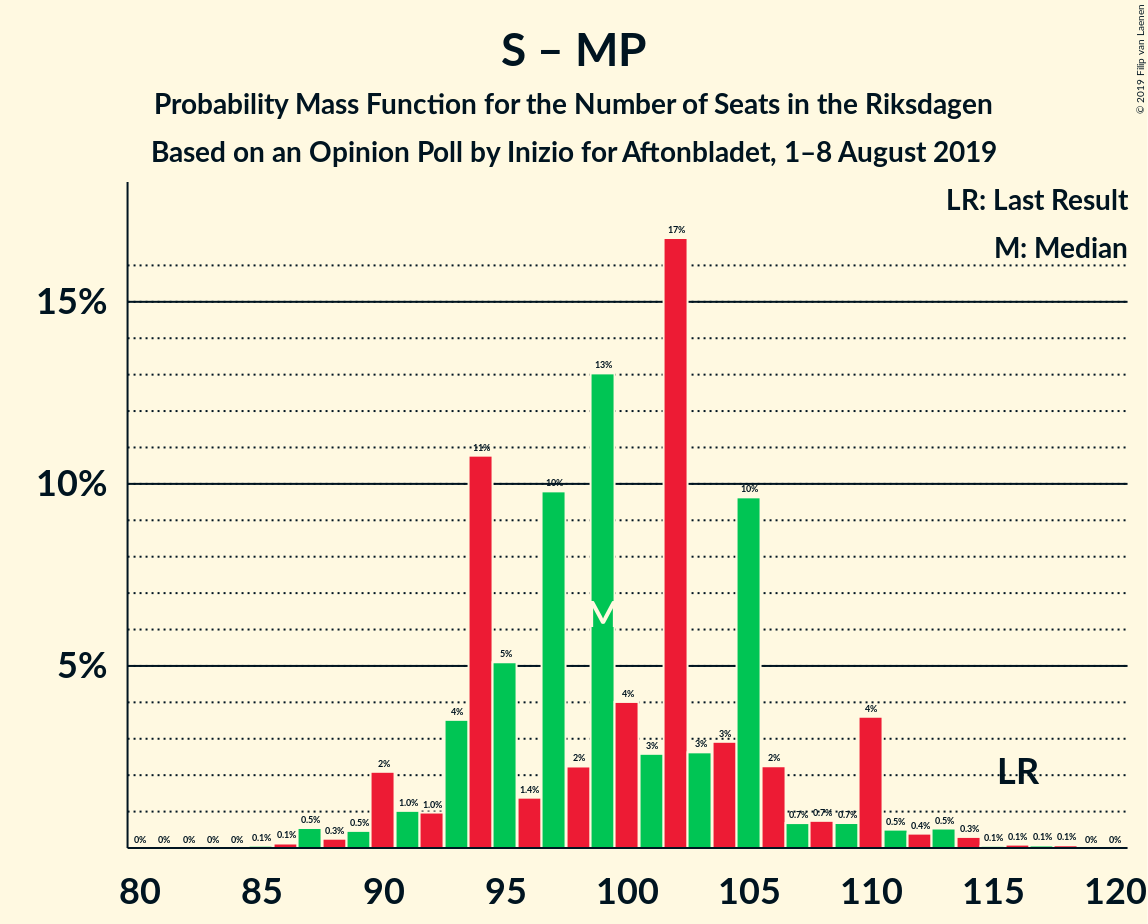 © 2019 Filip van Laenen
S – MP
Probability Mass Function for the Number of Seats in the Riksdagen
Based on an Opinion Poll by Inizio for Aftonbladet, 1–8 August 2019
LR: Last Result
M: Median
15%
10%
5%
0% 0% 0% 0% 0% 0.1% 0.1% 0.5% 0.3% 0.5% 2% 1.0% 1.0% 4% 11% 5% 1.4% 10% 2% 13% 4% 3% 17% 3% 3% 10% 2% 0.7% 0.7% 0.7% 4% 0.5% 0.4% 0.5% 0.3% 0.1% 0.1% 0.1% 0.1% 0% 0%
M
LR
80 85 90 95 100 105 110 115 120